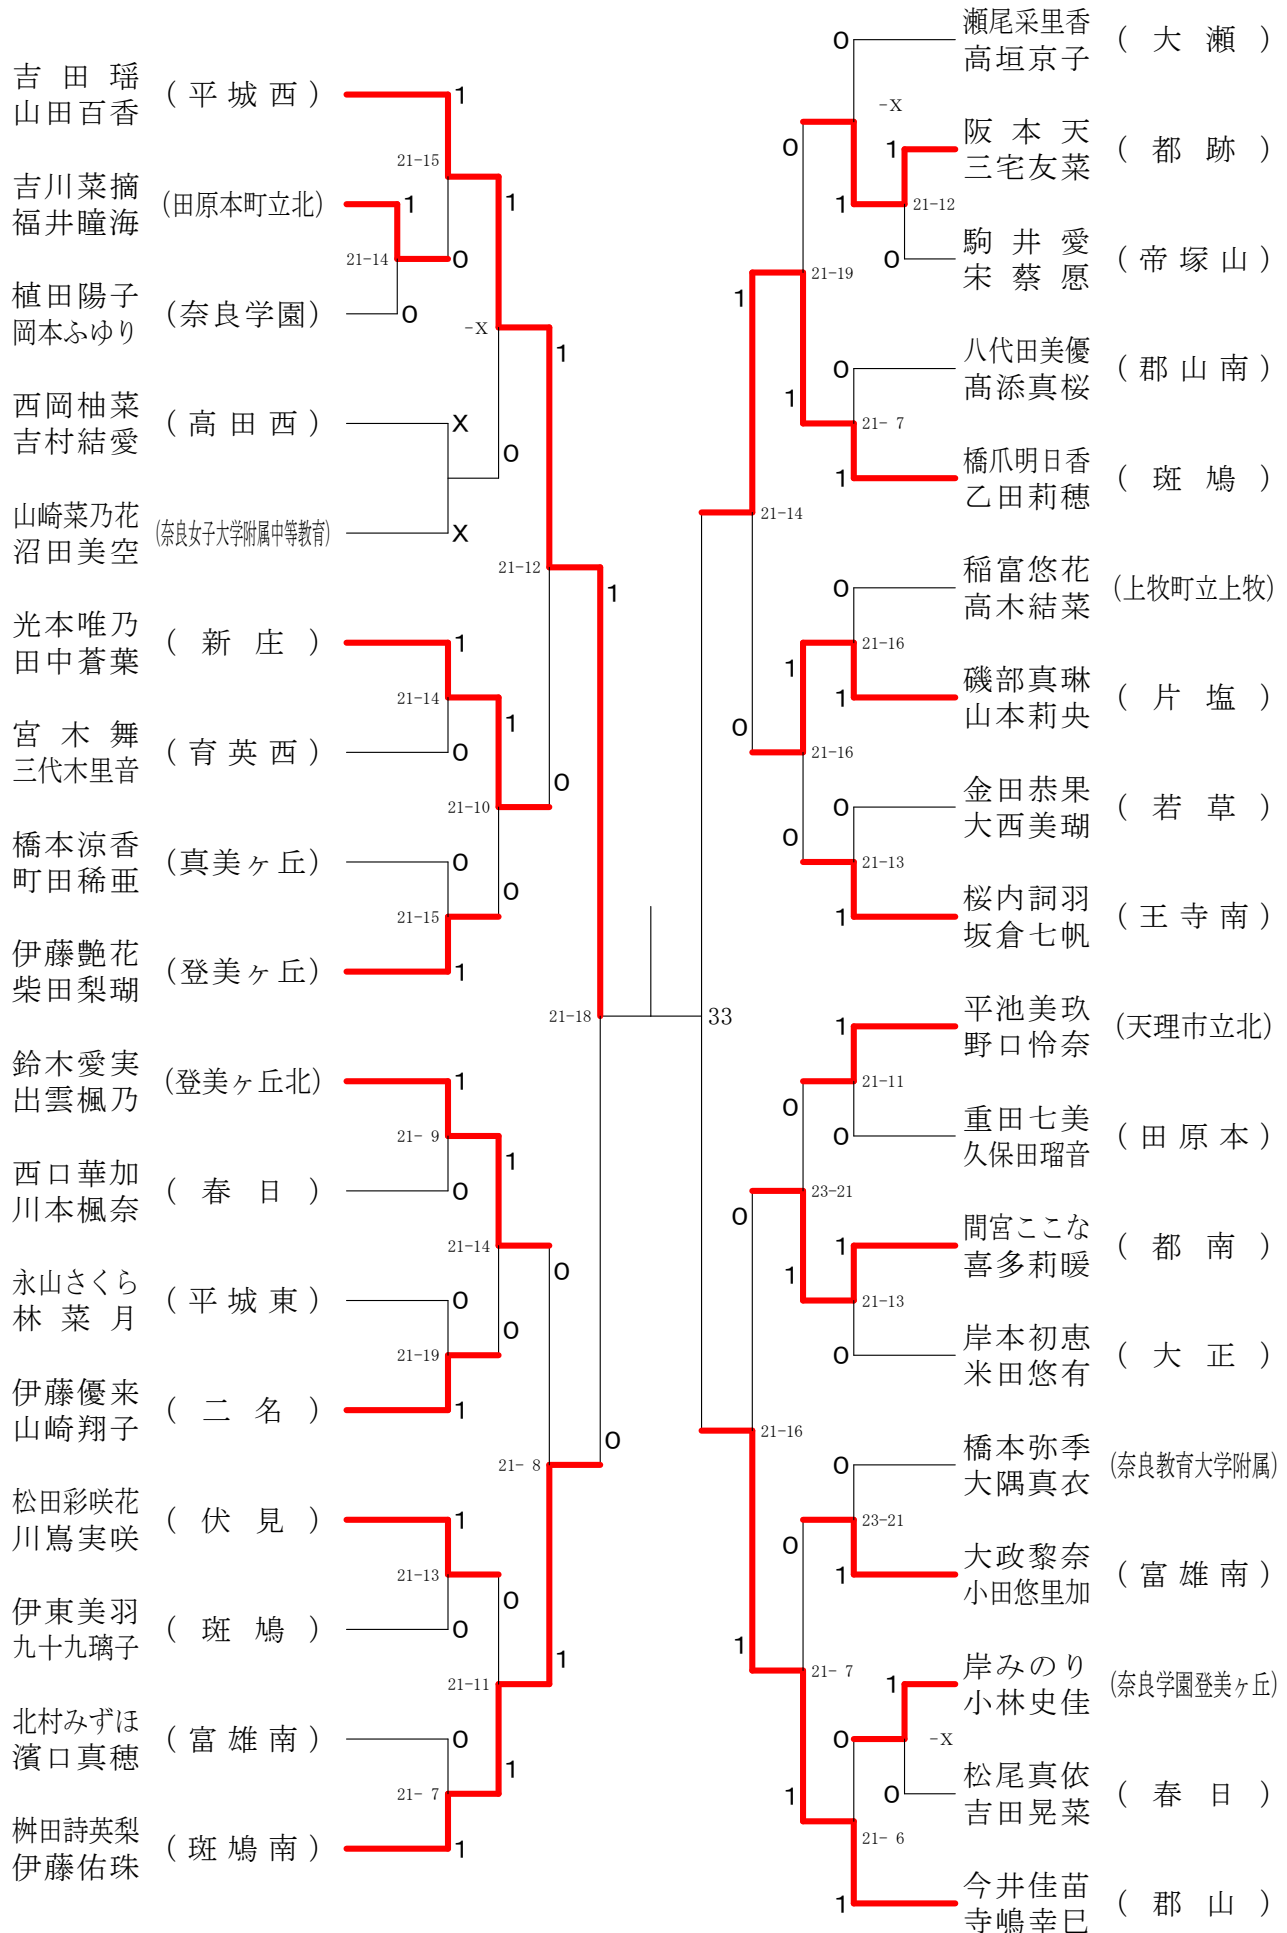 吉田瑶
山田百香
(平城西)
1
21-15
吉川菜摘
福井瞳海
(田原本町立北)
1
1
21-14
0
植田陽子
岡本ふゆり
(奈良学園)
0
-X
1
西岡柚菜
吉村結愛
(高田西)
X
0
山崎菜乃花
沼田美空
(奈良女子大学附属中等教育)
X
21-12
1
光本唯乃
田中蒼葉
(新庄)
1
21-14
1
宮木舞
三代木里音
(育英西)
0
0
21-10
橋本涼香
町田稀亜
(真美ヶ丘)
0
0
21-15
伊藤艶花
柴田梨瑚
(登美ヶ丘)
1
21-18
33
鈴木愛実
出雲楓乃
(登美ヶ丘北)
1
21- 9
1
西口華加
川本楓奈
(春日)
0
21-14
0
永山さくら
林菜月
(平城東)
0
0
21-19
伊藤優来
山崎翔子
(二名)
1
0
21- 8
松田彩咲花
川嶌実咲
(伏見)
1
21-13
0
伊東美羽
九十九璃子
(斑鳩)
0
1
21-11
北村みずほ
濱口真穂
(富雄南)
0
1
21- 7
桝田詩英梨
伊藤佑珠
(斑鳩南)
1
瀬尾采里香
高垣京子
(大瀬)
0
-X
阪本天
三宅友菜
(都跡)
1
0
1
21-12
駒井愛
宋蔡愿
(帝塚山)
0
21-19
1
八代田美優
髙添真桜
(郡山南)
0
1
21- 7
橋爪明日香
乙田莉穂
(斑鳩)
1
21-14
稲富悠花
高木結菜
(上牧町立上牧)
0
21-16
1
磯部真琳
山本莉央
(片塩)
1
0
21-16
金田恭果
大西美瑚
(若草)
0
0
21-13
桜内詞羽
坂倉七帆
(王寺南)
1
平池美玖
野口怜奈
(天理市立北)
1
21-11
0
重田七美
久保田瑠音
(田原本)
0
23-21
0
間宮ここな
喜多莉暖
(都南)
1
1
21-13
岸本初恵
米田悠有
(大正)
0
21-16
橋本弥季
大隅真衣
(奈良教育大学附属)
0
23-21
0
大政黎奈
小田悠里加
(富雄南)
1
1
21- 7
岸みのり
小林史佳
(奈良学園登美ヶ丘)
1
0
-X
松尾真依
吉田晃菜
(春日)
0
1
21- 6
今井佳苗
寺嶋幸巳
(郡山)
1